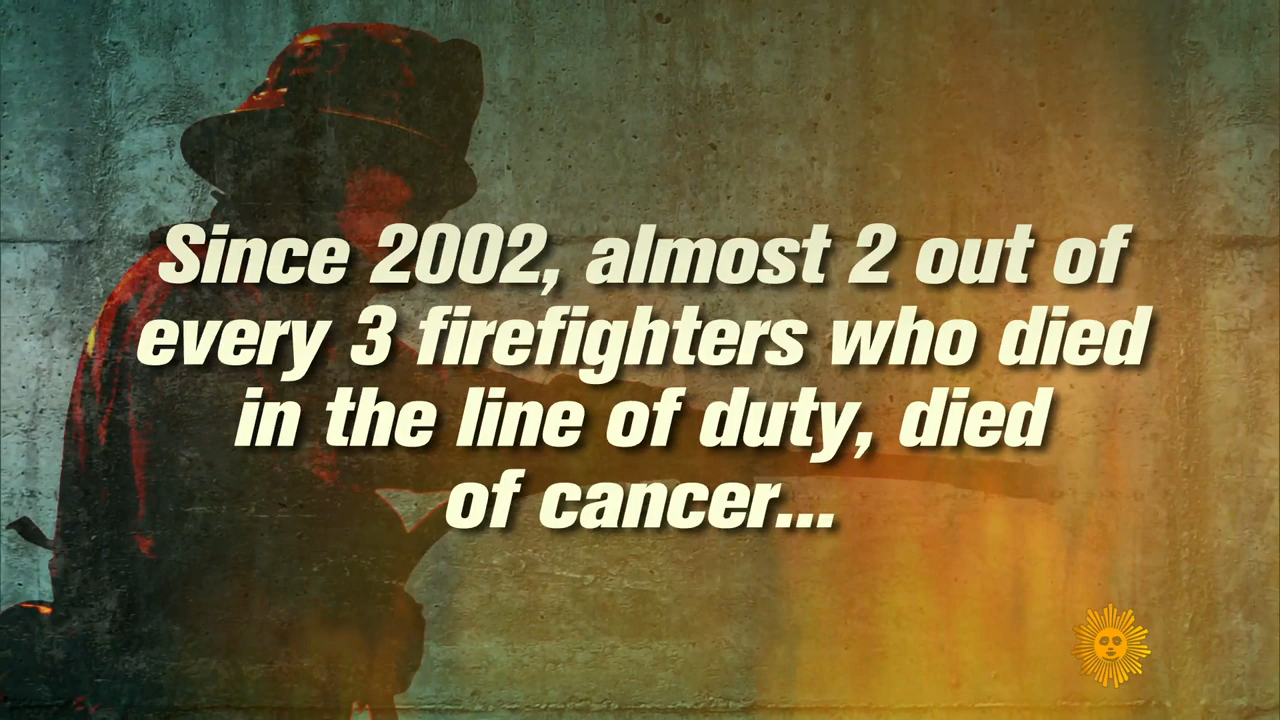 Since 2002, almost 2 out of
every 3 firefighters who died
in the line of duty, died
of cancer...